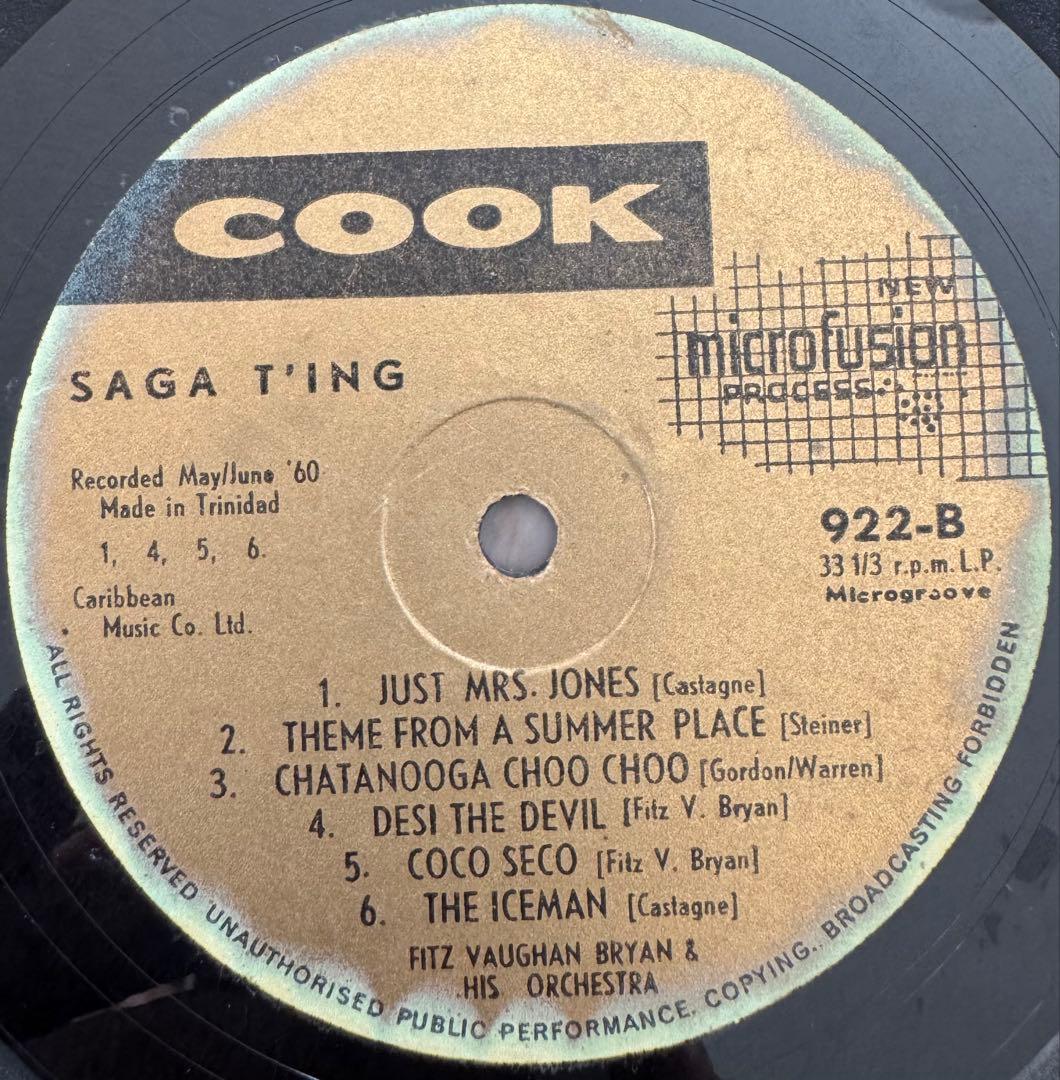 COOK
NEW
microfusion
PROCESS
SAGA T'ING
Recorded May/June '60
Made in Trinidad
1, 4, 5, 6.
Caribbean
Music Co. Ltd.
922-B
33 1/3 r.p.m. L.P.
Microgroove
1. JUST MRS. JONES [Castagne]
2. THEME FROM A SUMMER PLACE [Steiner]
3. CHATANOOGA CHOO CHOO [Gordon/Warren]
4. DESI THE DEVIL [Fitz V. Bryan]
5. COCO SECO [Fitz V. Bryan]
6. THE ICEMAN [Castagne]
FITZ VAUGHAN BRYAN &
HIS ORCHESTRA
ALL RIGHTS RESERVED UNAUTHORISED PUBLIC PERFORMANCE. COPYING. BROADCASTING FORBIDDEN